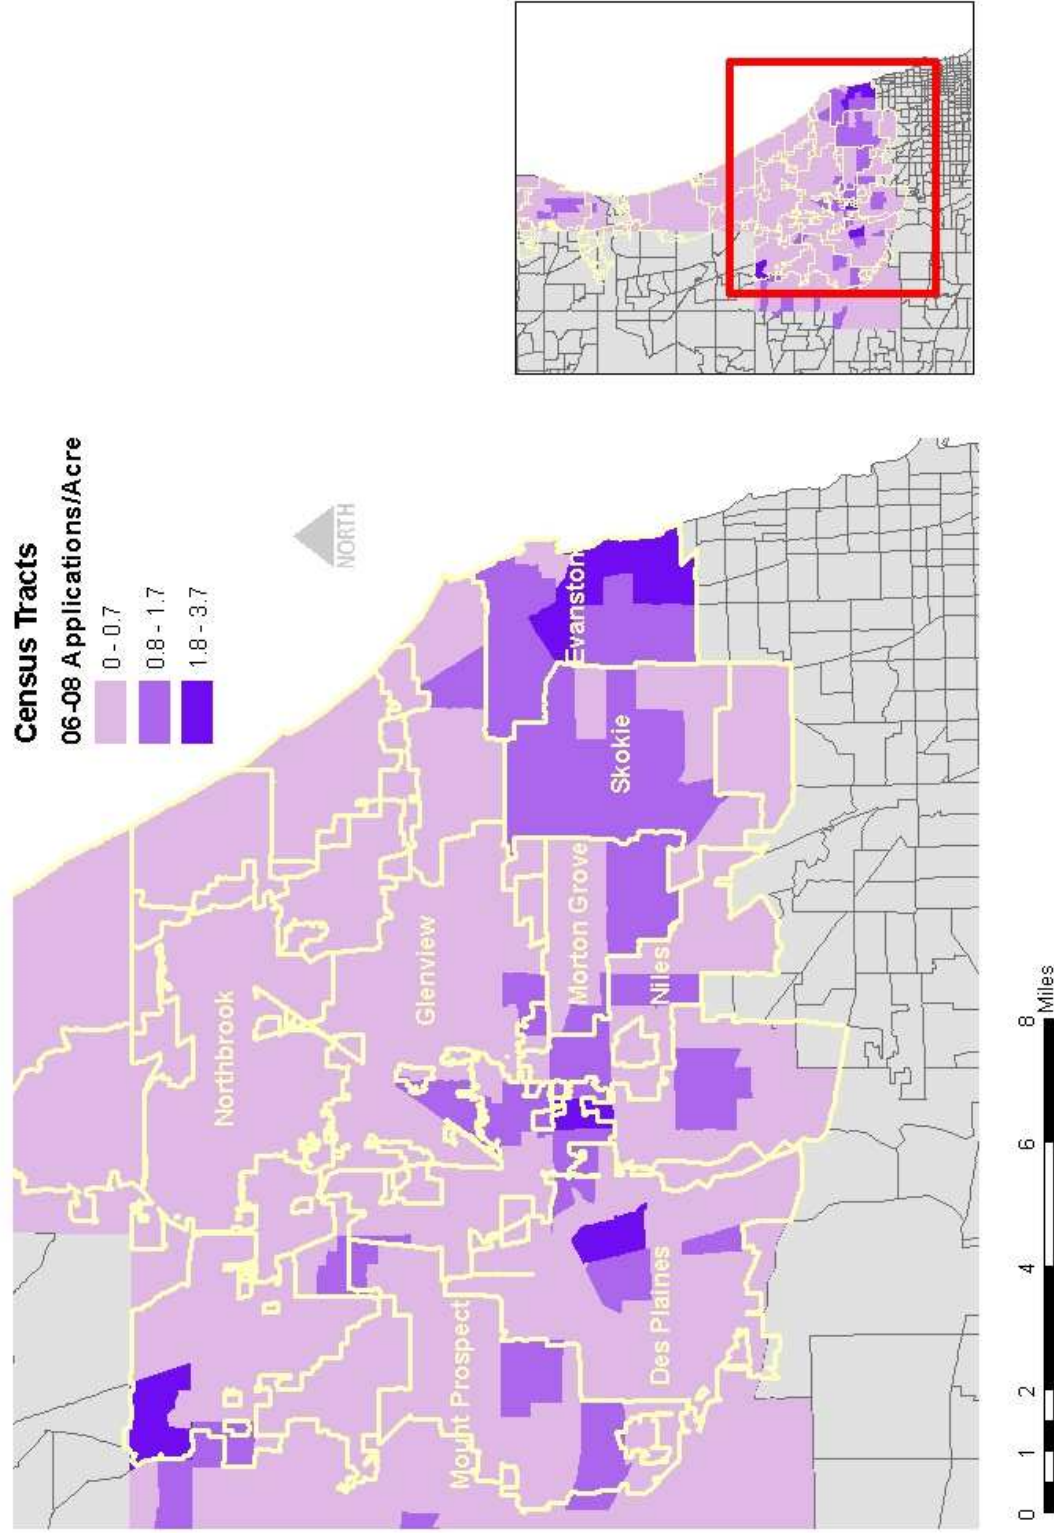 Census Tracts
06-08 Applications/Acre
0 - 0.7
0.8 - 1.7
1.8 - 3.7
NORTH
Northbrook
Glenview
Evanston
Skokie
Morton Grove
Niles
Mount Prospect
Des Plaines
0 1 2 4 6 8
Miles